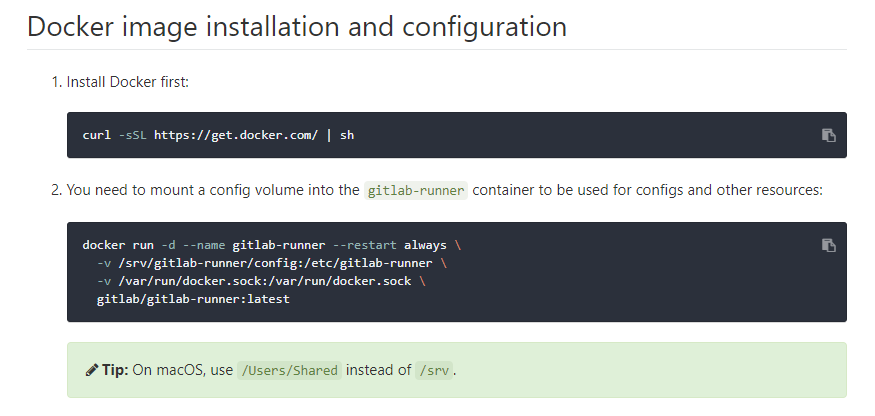 Docker image installation and configuration
1. Install Docker first:
curl -sSL https://get.docker.com/ | sh
2. You need to mount a config volume into the gitlab-runner container to be used for configs and other resources:
docker run -d --name gitlab-runner --restart always \
  -v /srv/gitlab-runner/config:/etc/gitlab-runner \
  -v /var/run/docker.sock:/var/run/docker.sock \
  gitlab/gitlab-runner:latest
Tip: On macOS, use /Users/Shared instead of /srv.